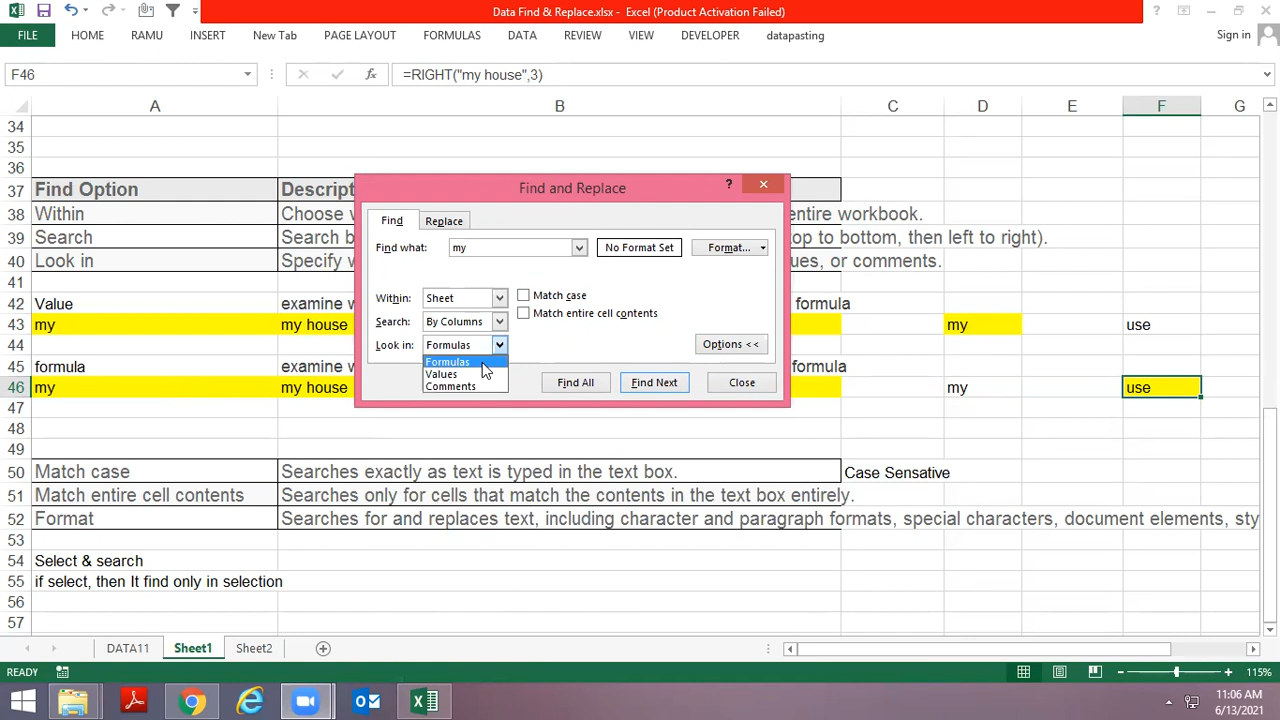 Data Find & Replace.xlsx - Excel (Product Activation Failed)
FILE HOME RAMU INSERT New Tab PAGE LAYOUT FORMULAS DATA REVIEW VIEW DEVELOPER datapasting Sign in
F46 fx =RIGHT("my house",3)
A B C D E F G
34
35
36
37 Find Option Descript
38 Within Choose entire workbook.
39 Search Search b op to bottom, then left to right).
40 Look in Specify ues, or comments.
41
42 Value examine formula
43 my my house my use
44
45 formula examine formula
46 my my house my use
47
48
49
50 Match case Searches exactly as text is typed in the text box. Case Sensative
51 Match entire cell contents Searches only for cells that match the contents in the text box entirely.
52 Format Searches for and replaces text, including character and paragraph formats, special characters, document elements, sty
53
54 Select & search
55 if select, then It find only in selection
56
57
Find and Replace ?
Find Replace
Find what: my No Format Set Format...
Within: Sheet Match case
Search: By Columns Match entire cell contents
Look in: Formulas Options <<
Formulas
Values
Comments
Find All Find Next Close
DATA11 Sheet1 Sheet2
READY 115%
11:06 AM
6/13/2021